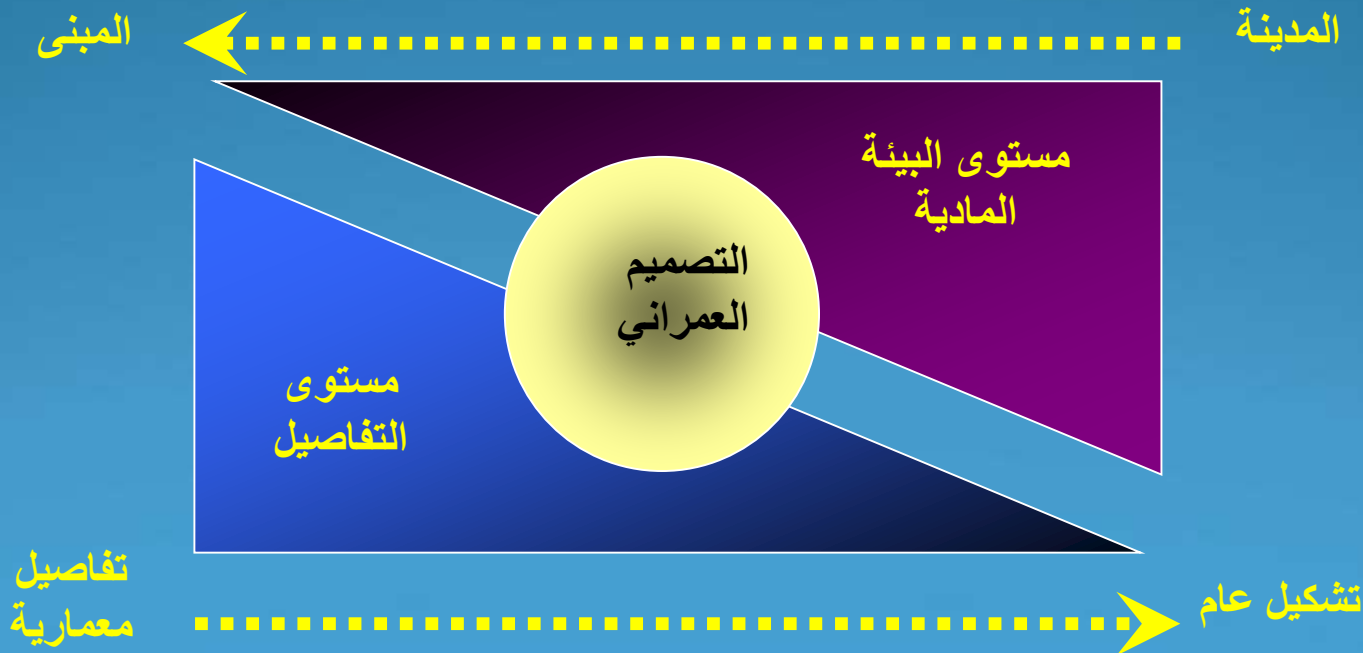 المدينة
المبنى
مستوى البيئة
المادية
التصميم
العمراني
مستوى
التفاصيل
تشكيل عام
تفاصيل
معمارية